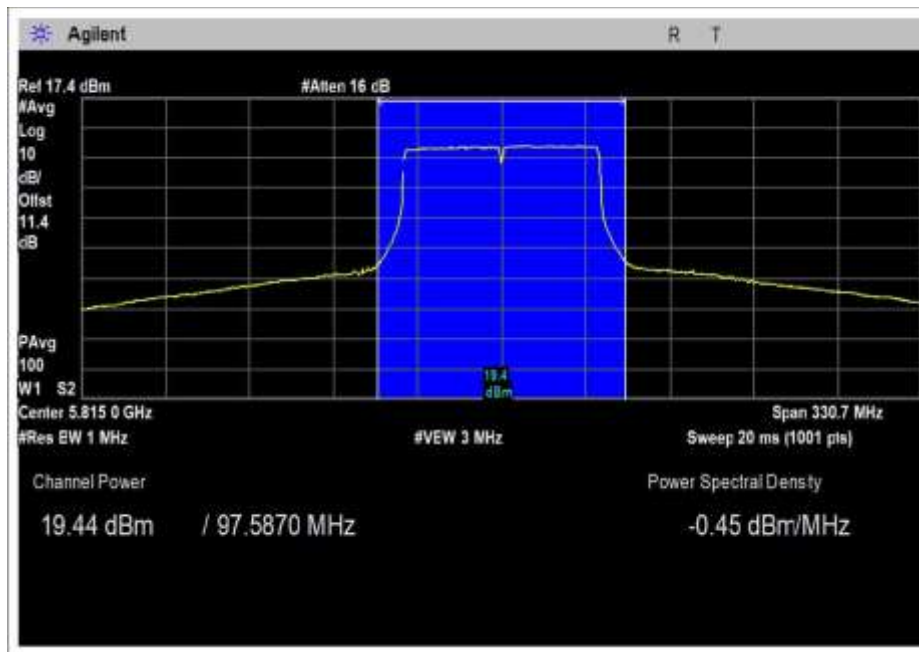 Agilent R T
Ref 17.4 dBm #Atten 16 dB
#Avg
Log
10
dB/
Offst
11.4
dB
PAvg
100
W1 S2
19.4
dBm
Center 5.815 0 GHz Span 330.7 MHz
#Res BW 1 MHz #VBW 3 MHz Sweep 20 ms (1001 pts)
Channel Power Power Spectral Density
19.44 dBm / 97.5870 MHz -0.45 dBm/MHz